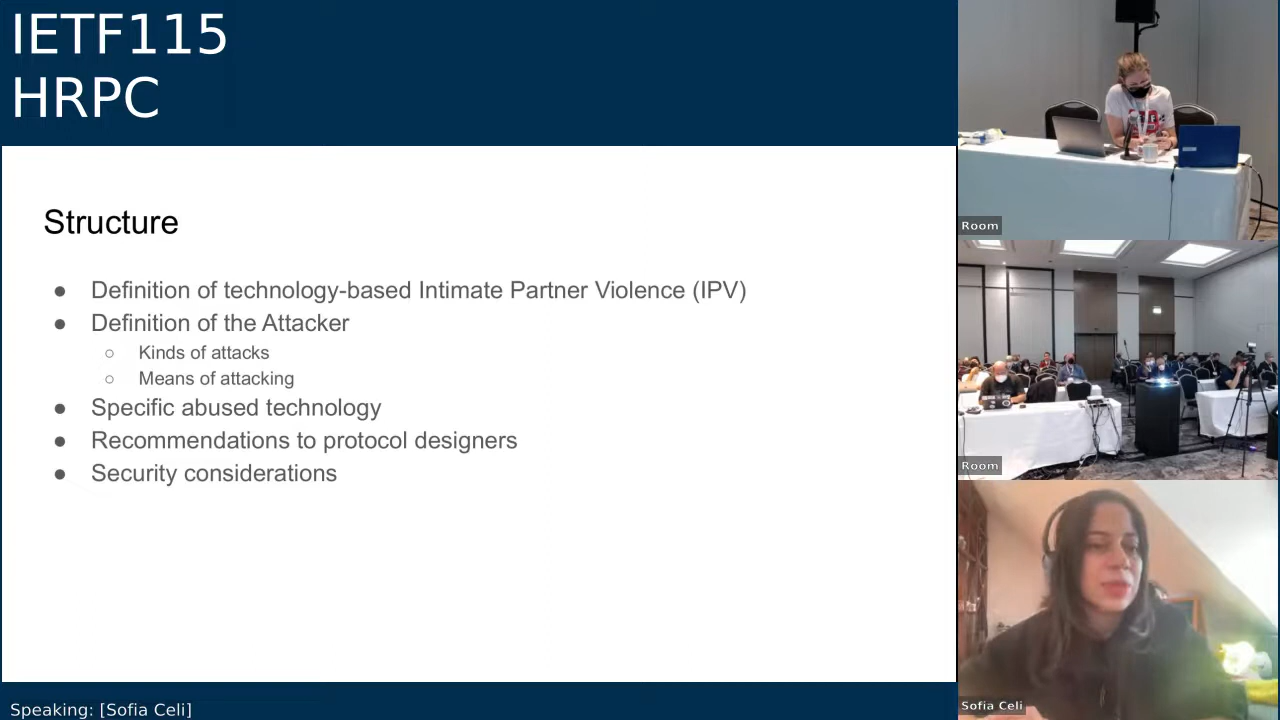 IETF115
HRPC
Structure
● Definition of technology-based Intimate Partner Violence (IPV)
● Definition of the Attacker
○ Kinds of attacks
○ Means of attacking
● Specific abused technology
● Recommendations to protocol designers
● Security considerations
Speaking: [Sofia Celi]
Room
Room
Sofia Celi